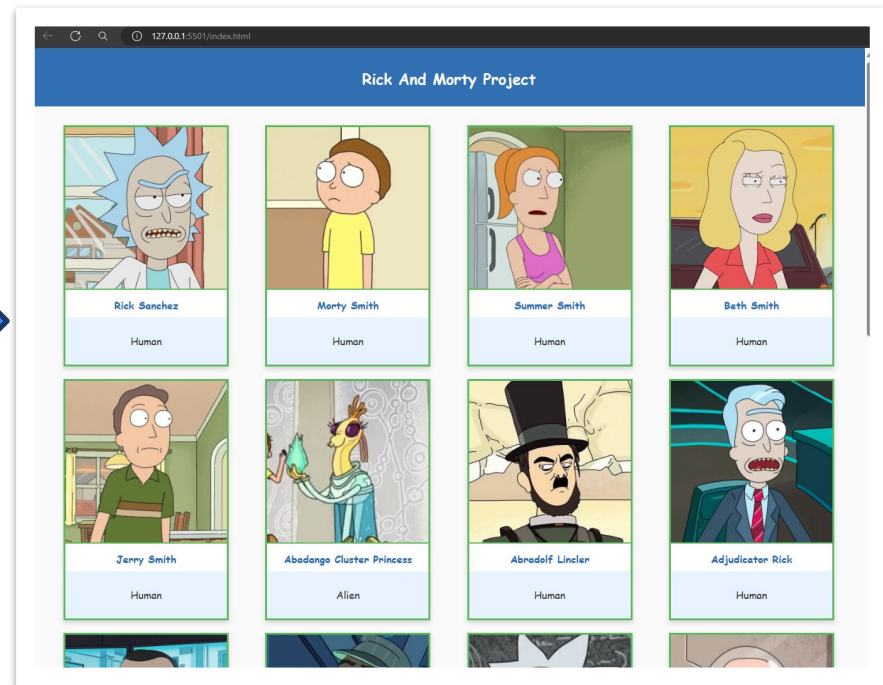 127.0.0.1:5501/index.html
Rick And Morty Project
Rick Sanchez
Human
Morty Smith
Human
Summer Smith
Human
Beth Smith
Human
Jerry Smith
Human
Abadango Cluster Princess
Alien
Abradolf Lincler
Human
Adjudicator Rick
Human